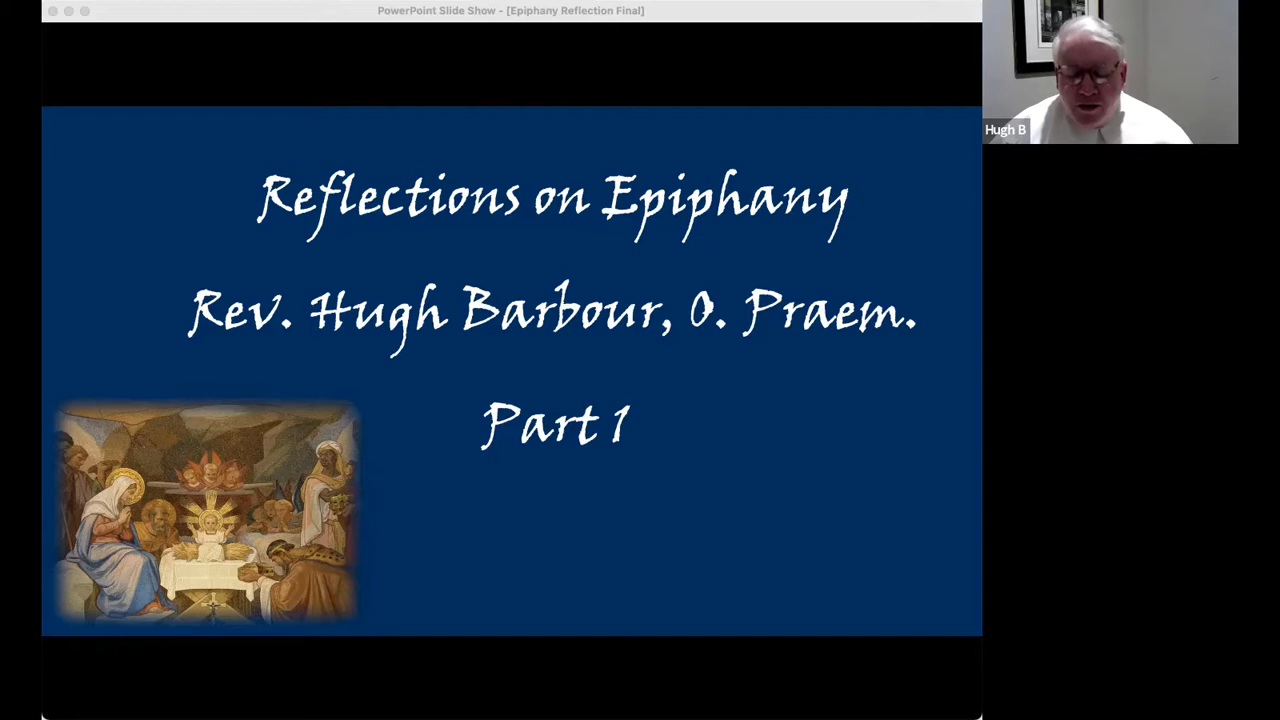 PowerPoint Slide Show - [Epiphany Reflection Final]
Hugh B
Reflections on Epiphany
Rev. Hugh Barbour, O. Praem.
Part 1